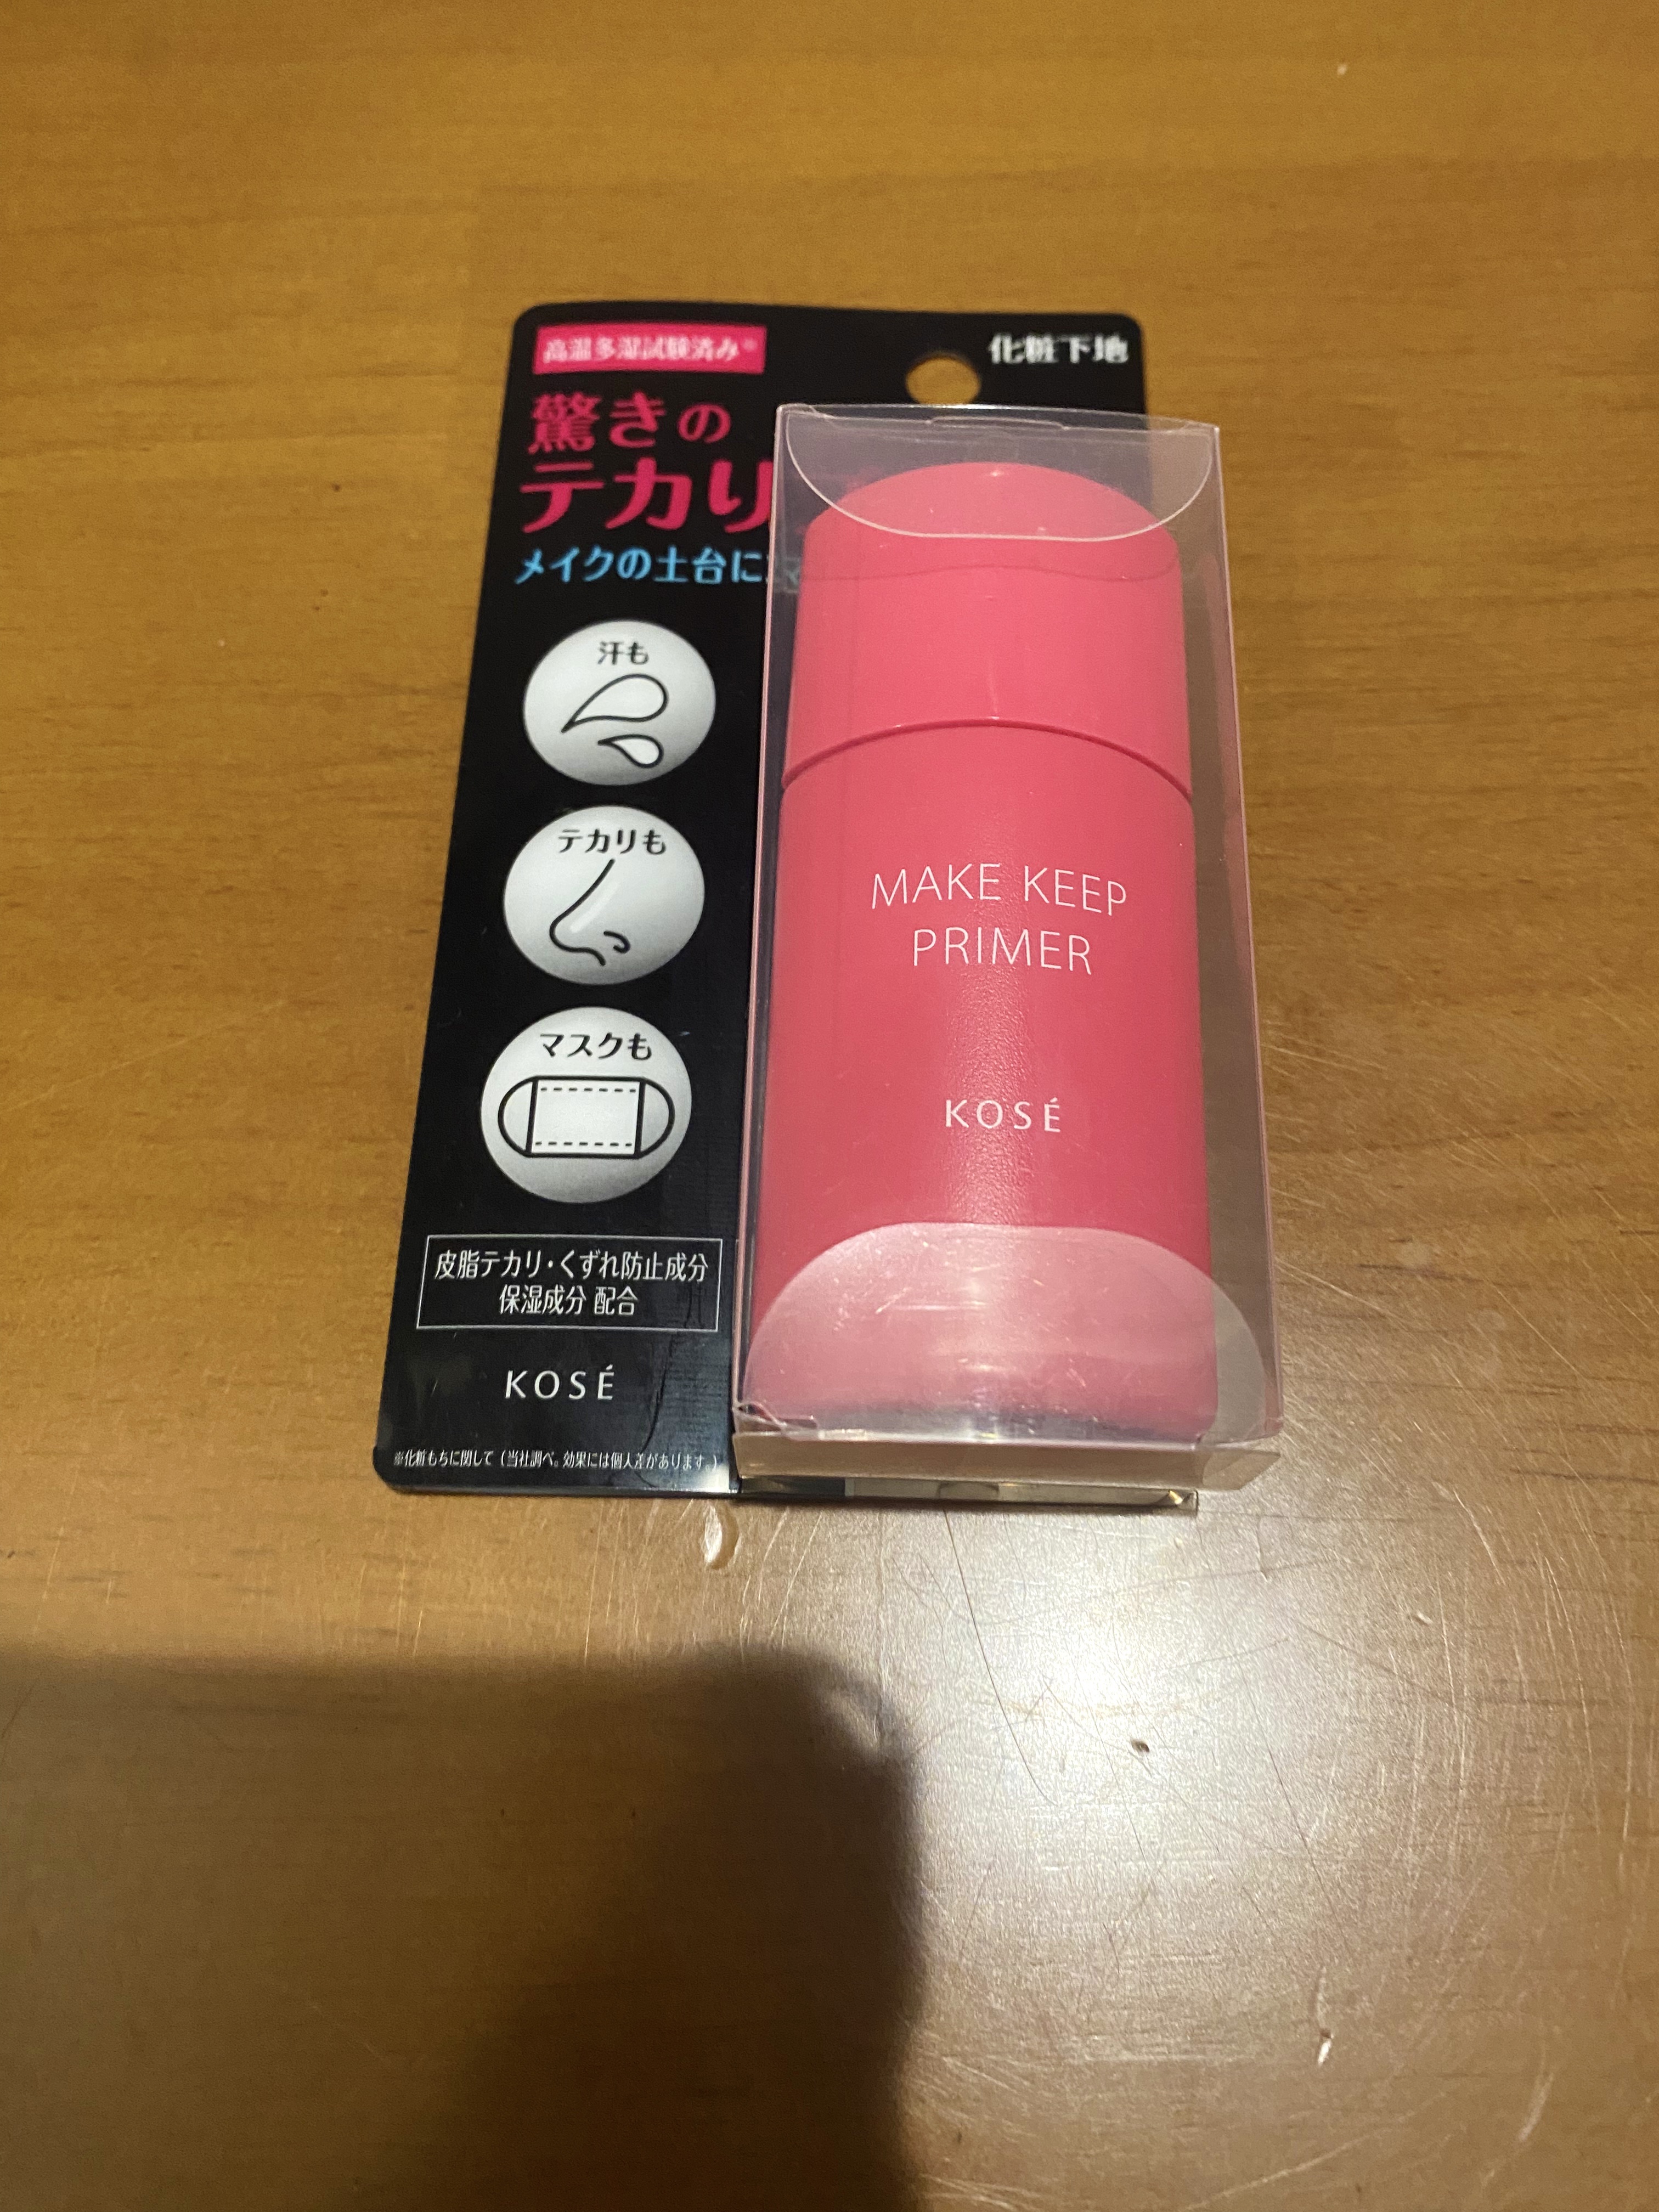 高温多湿試験済み※
化粧下地
驚きの
テカリ
メイクの土台に
汗も
テカリも
マスクも
皮脂テカリ・くずれ防止成分
保湿成分 配合
KOSÉ
※化粧もちに関して(当社調べ。効果には個人差があります。)
MAKE KEEP
PRIMER
KOSÉ